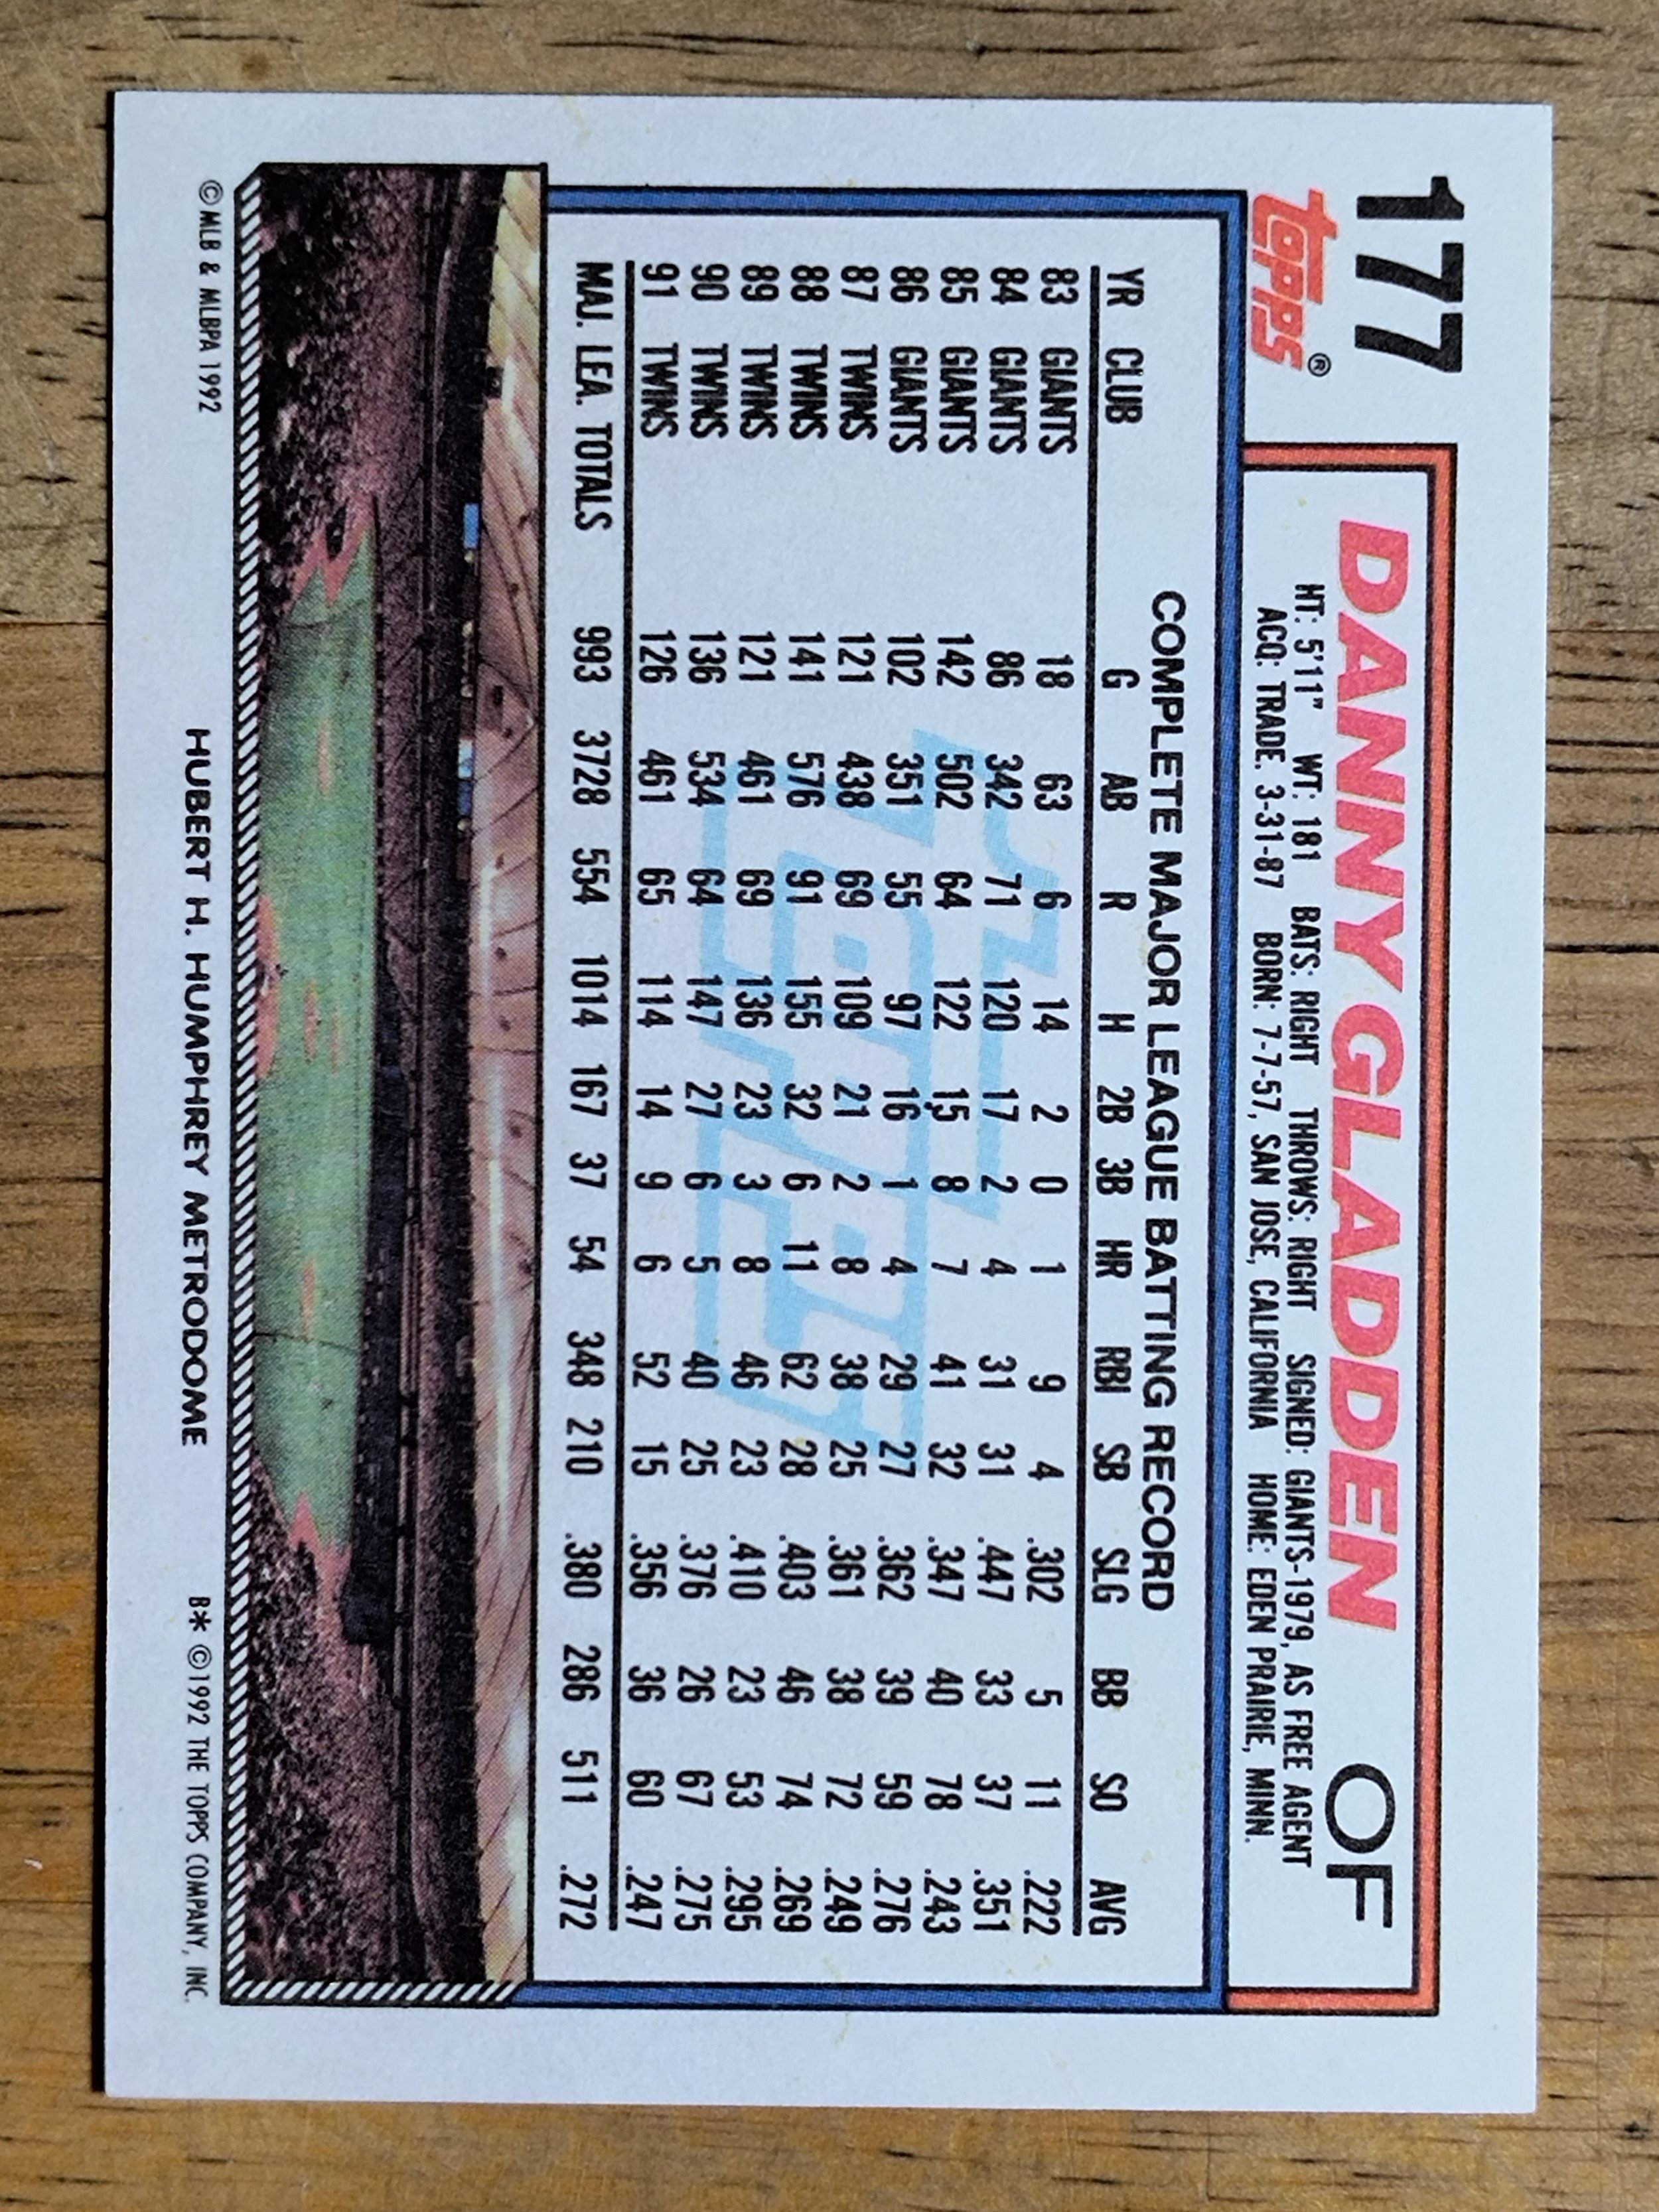 177 DANNY GLADDEN OF
topps®
HT: 5'11" WT: 181 BATS: RIGHT THROWS: RIGHT SIGNED: GIANTS-1979, AS FREE AGENT
ACQ: TRADE. 3-31-87 BORN: 7-7-57, SAN JOSE, CALIFORNIA HOME: EDEN PRAIRIE, MINN.
COMPLETE MAJOR LEAGUE BATTING RECORD
YR CLUB G AB R H 2B 3B HR RBI SB SLG BB SO AVG
83 GIANTS 18 63 6 14 2 0 1 9 4 .302 5 11 .222
84 GIANTS 86 342 71 120 17 2 4 31 31 .447 33 37 .351
85 GIANTS 142 502 64 122 15 8 7 41 32 .347 40 78 .243
86 GIANTS 102 351 55 97 16 1 4 29 27 .362 39 59 .276
87 TWINS 121 438 69 109 21 2 8 38 25 .361 38 72 .249
88 TWINS 141 576 91 155 32 6 11 62 28 .403 46 74 .269
89 TWINS 121 461 69 136 23 3 8 46 23 .410 23 53 .295
90 TWINS 136 534 64 147 27 6 5 40 25 .376 26 67 .275
91 TWINS 126 461 65 114 14 9 6 52 15 .356 36 60 .247
MAJ. LEA. TOTALS 993 3728 554 1014 167 37 54 348 210 .380 286 511 .272
topps
© MLB & MLBPA 1992 HUBERT H. HUMPHREY METRODOME B* ©1992 THE TOPPS COMPANY, INC.